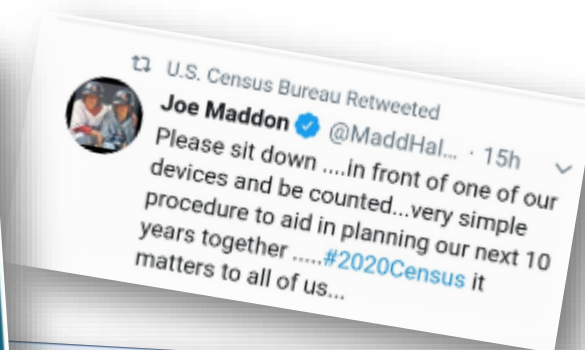 U.S. Census Bureau Retweeted
Joe Maddon @MaddHal... · 15h
Please sit down ....in front of one of our
devices and be counted...very simple
procedure to aid in planning our next 10
years together .....#2020Census it
matters to all of us...